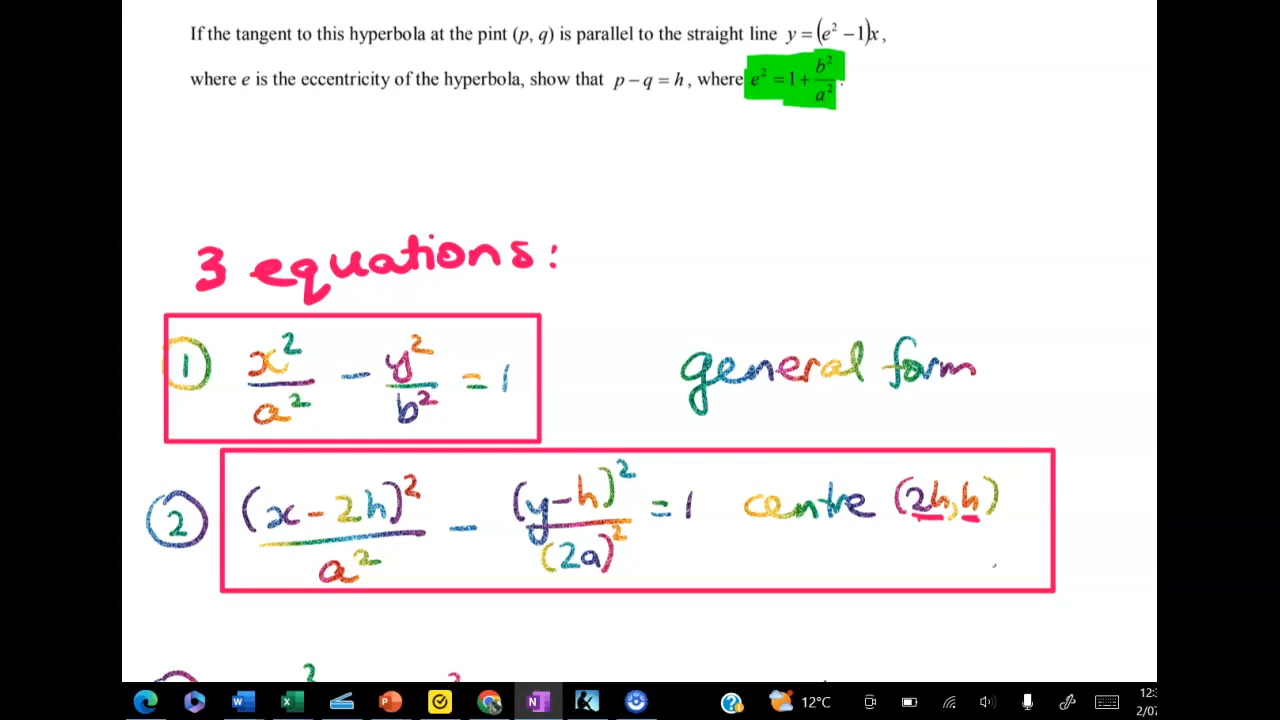 If the tangent to this hyperbola at the pint (p, q) is parallel to the straight line y = (e² − 1)x,
where e is the eccentricity of the hyperbola, show that p − q = h, where e² = 1 + b²/a².
3 equations:
① x²/a² − y²/b² = 1 general form
② (x − 2h)²/a² − (y − h)²/(2a)² = 1 centre (2h, h)
12°C